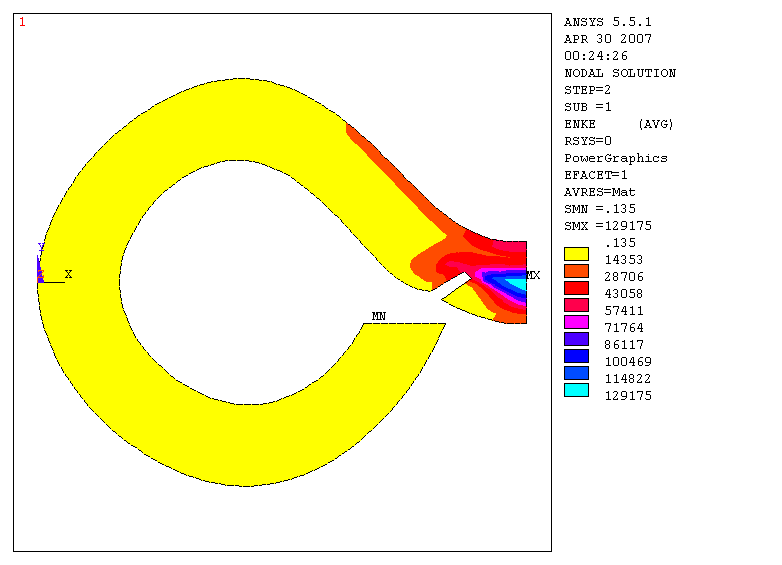 1
ANSYS 5.5.1
APR 30 2007
00:24:26
NODAL SOLUTION
STEP=2
SUB =1
ENKE (AVG)
RSYS=0
PowerGraphics
EFACET=1
AVRES=Mat
SMN =.135
SMX =129175
.135
14353
28706
43058
57411
71764
86117
100469
114822
129175
Y
X
MX
MN